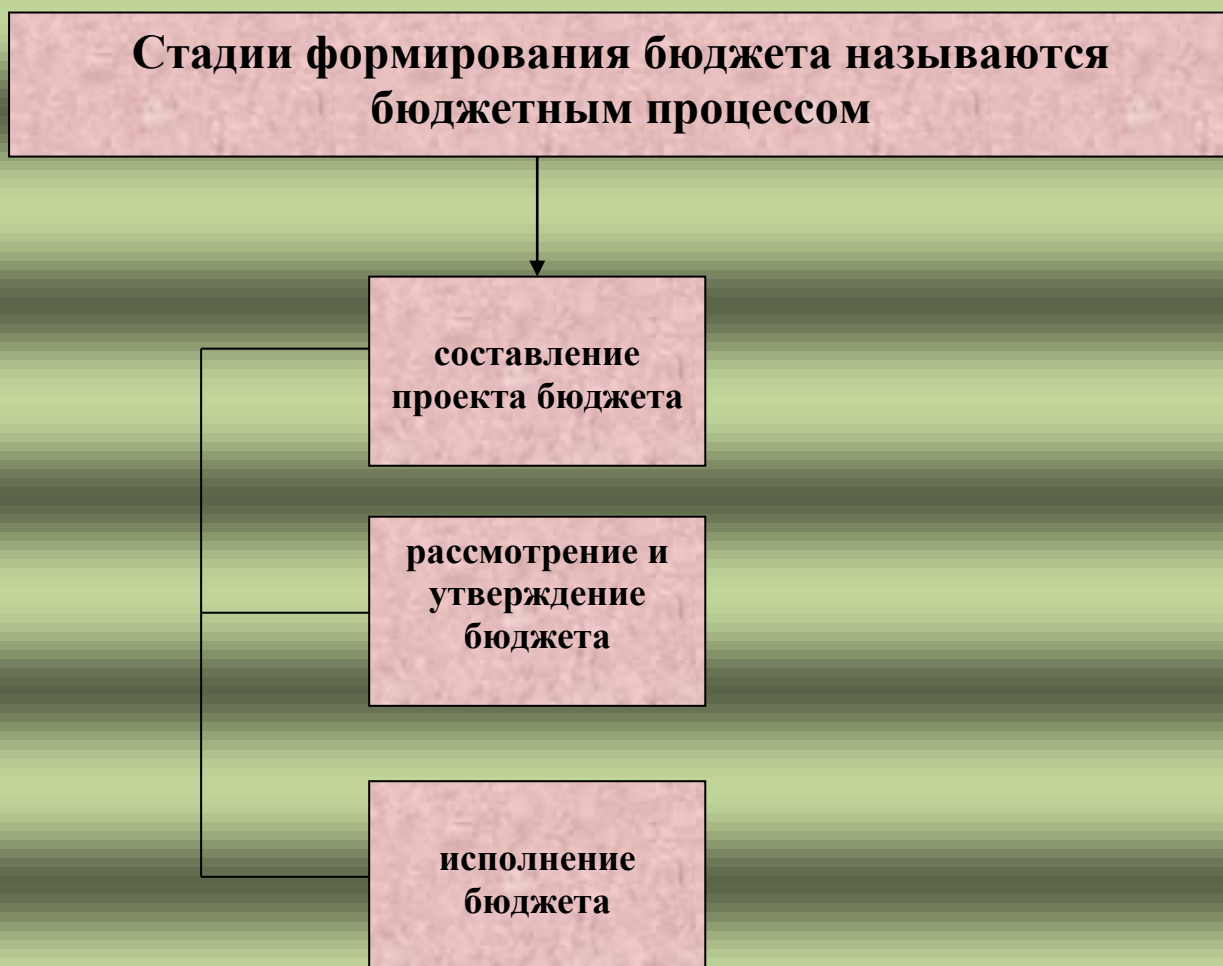 Стадии формирования бюджета называются
бюджетным процессом
составление
проекта бюджета
рассмотрение и
утверждение
бюджета
исполнение
бюджета